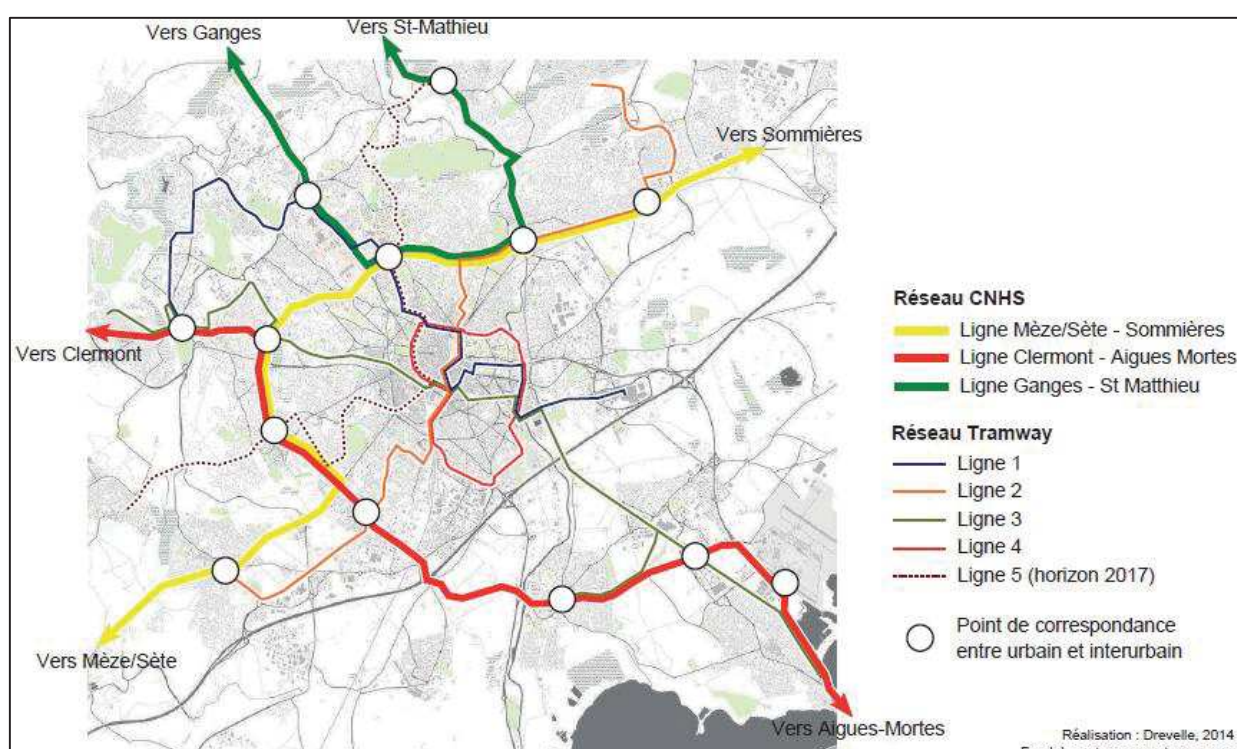 Vers Ganges
Vers St-Mathieu
Vers Sommières
Vers Clermont
Vers Mèze/Sète
Vers Aigues-Mortes
Réseau CNHS
Ligne Mèze/Sète - Sommières
Ligne Clermont - Aigues Mortes
Ligne Ganges - St Matthieu
Réseau Tramway
Ligne 1
Ligne 2
Ligne 3
Ligne 4
Ligne 5 (horizon 2017)
Point de correspondance
entre urbain et interurbain
Réalisation : Drevelle, 2014